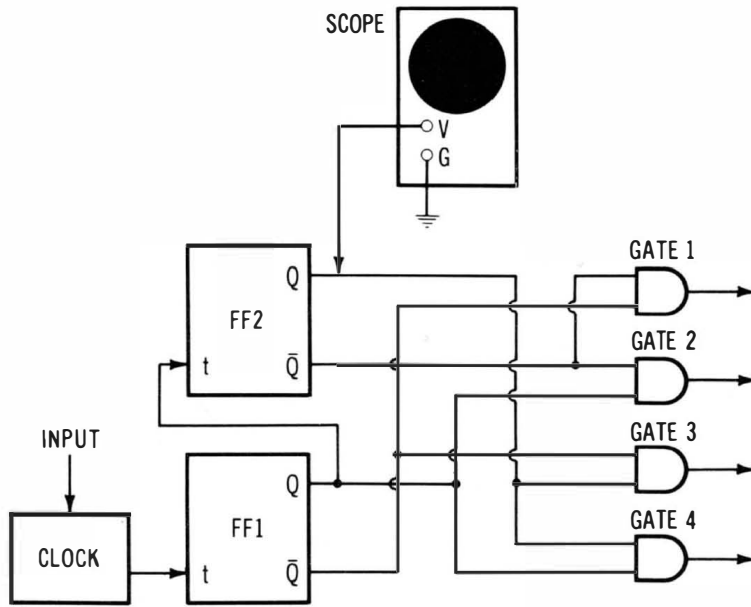 SCOPE
V
G
GATE 1
Q
FF2
GATE 2
t
Q̄
INPUT
GATE 3
Q
CLOCK
FF1
GATE 4
t
Q̄